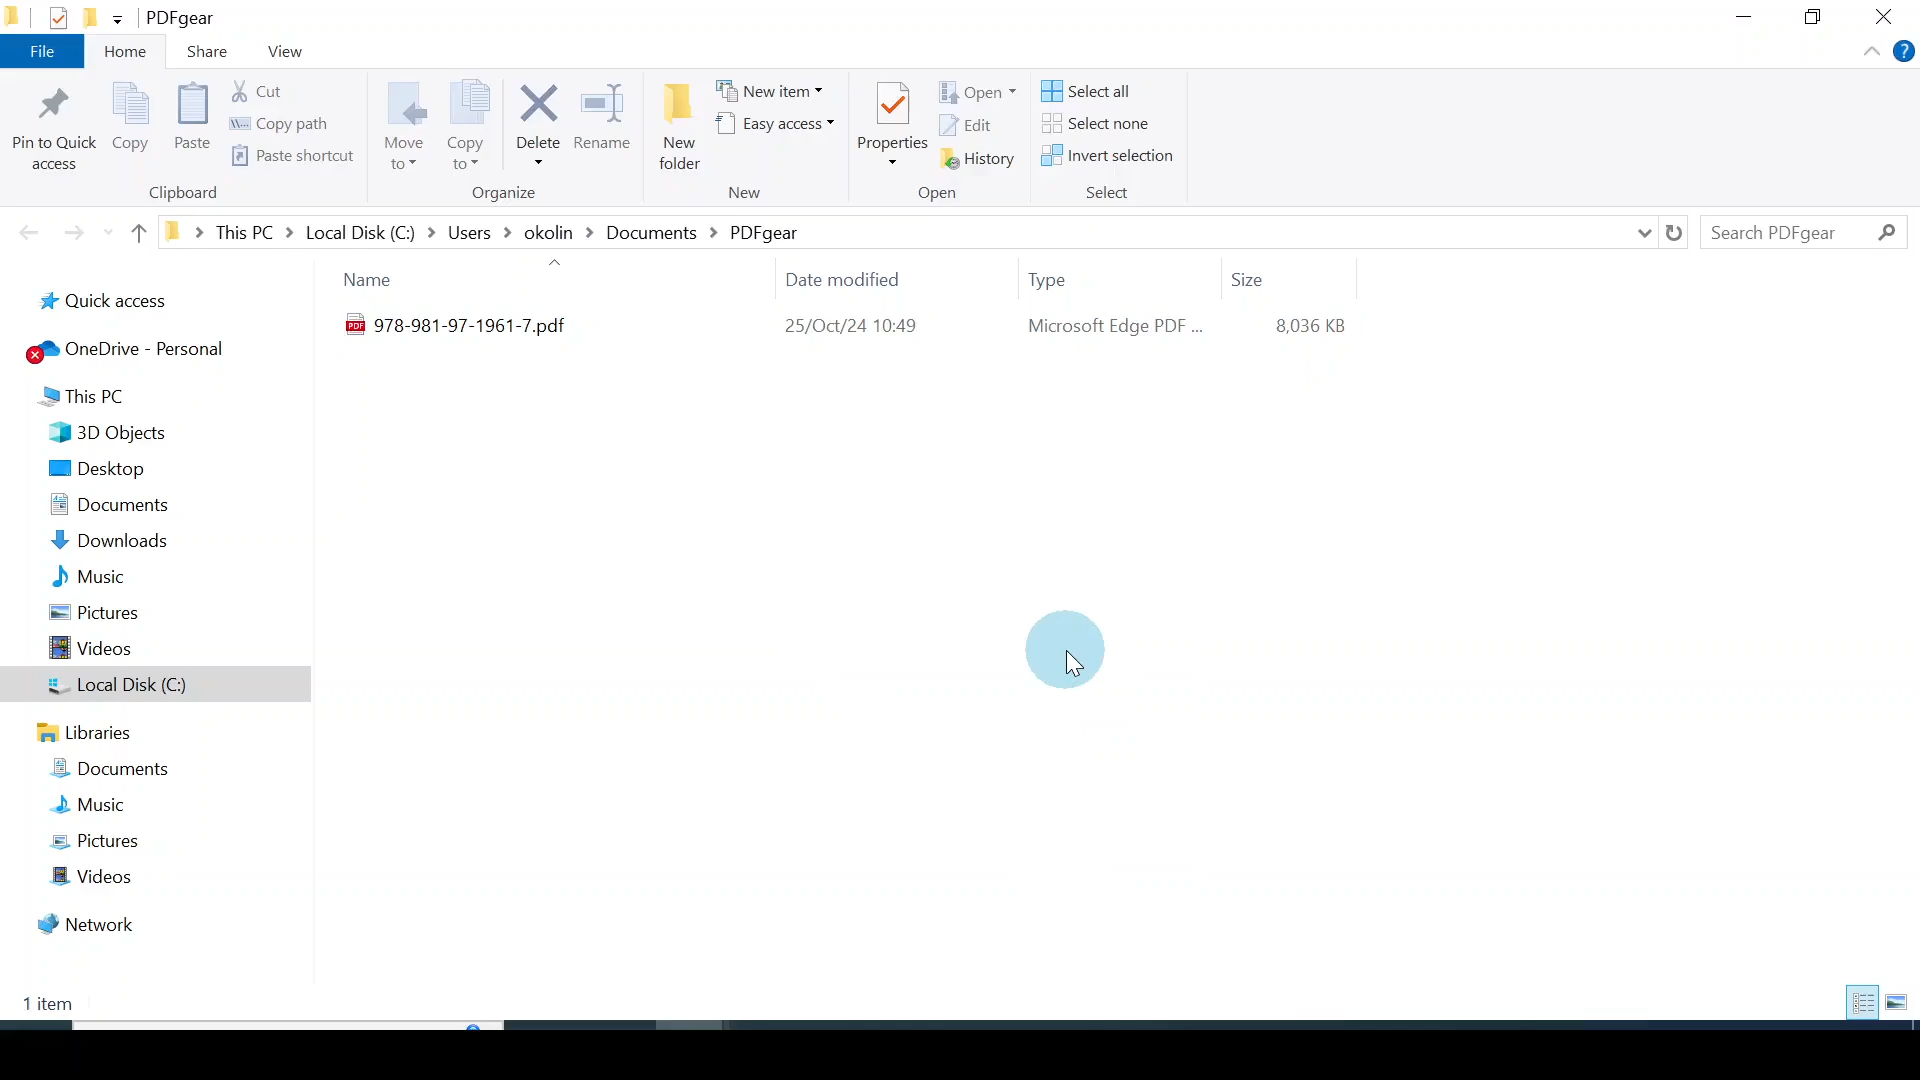 PDFgear
File Home Share View
Pin to Quick access
Copy
Paste
Cut
Copy path
Paste shortcut
Clipboard
Move to
Copy to
Delete
Rename
Organize
New folder
New item
Easy access
New
Properties
Open
Edit
History
Open
Select all
Select none
Invert selection
Select
This PC > Local Disk (C:) > Users > okolin > Documents > PDFgear
Search PDFgear
Name Date modified Type Size
PDF 978-981-97-1961-7.pdf 25/Oct/24 10:49 Microsoft Edge PDF ... 8,036 KB
Quick access
OneDrive - Personal
This PC
3D Objects
Desktop
Documents
Downloads
Music
Pictures
Videos
Local Disk (C:)
Libraries
Documents
Music
Pictures
Videos
Network
1 item